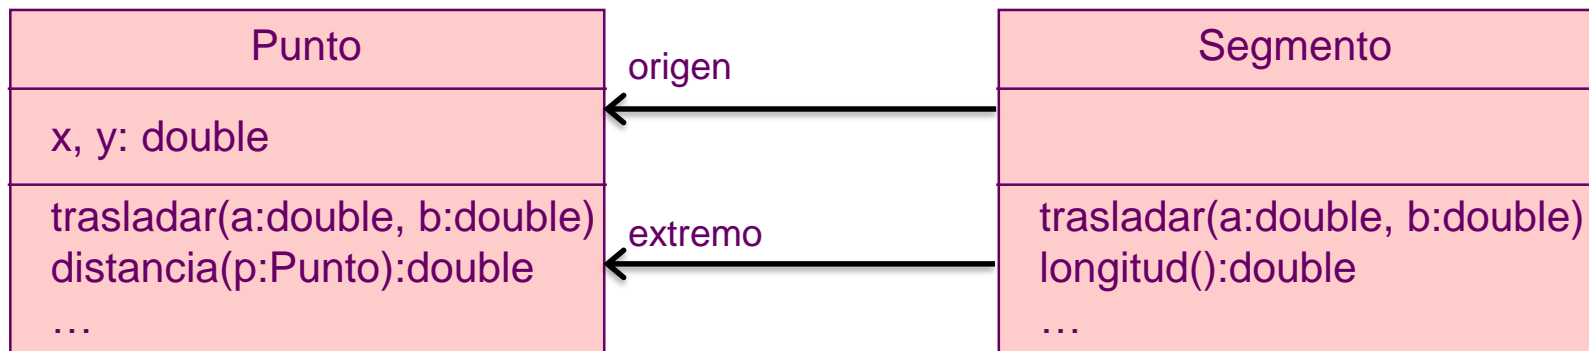 Punto
x, y: double
trasladar(a:double, b:double)
distancia(p:Punto):double
…
origen
extremo
Segmento
trasladar(a:double, b:double)
longitud():double
…